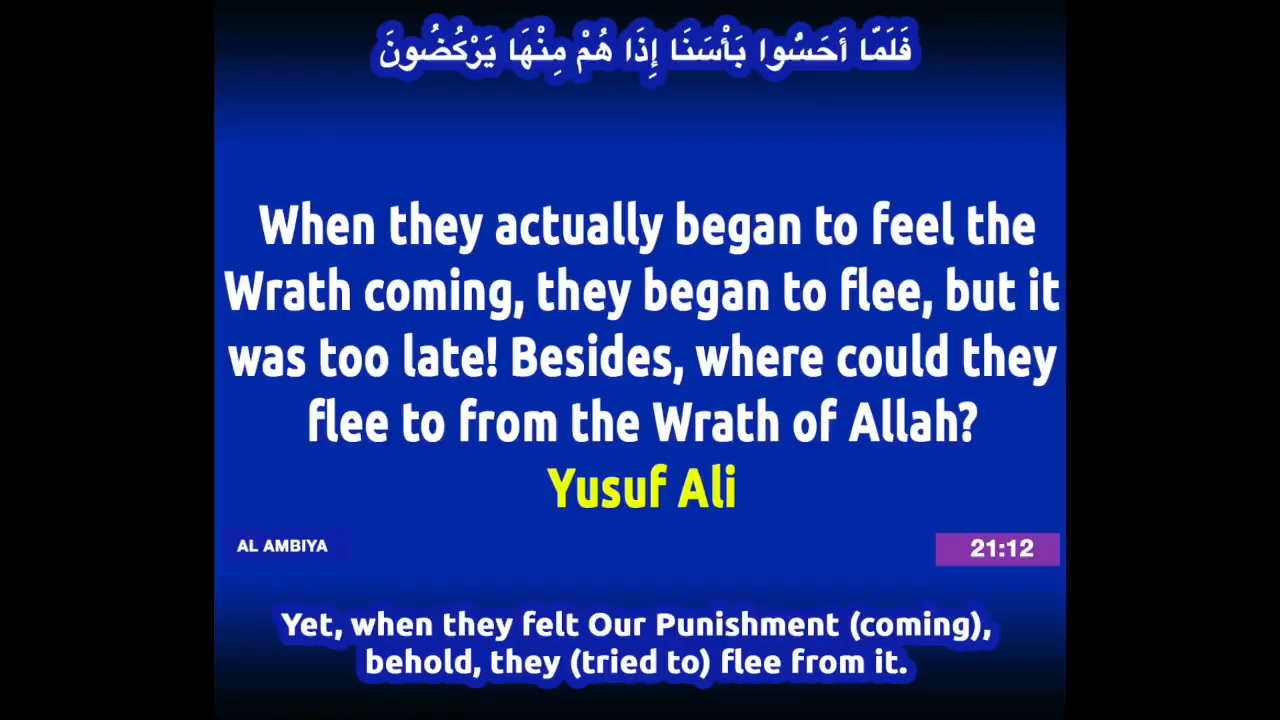 فَلَمَّا أَحَسُّوا بَأْسَنَا إِذَا هُمْ مِنْهَا يَرْكُضُونَ
When they actually began to feel the
Wrath coming, they began to flee, but it
was too late! Besides, where could they
flee to from the Wrath of Allah?
Yusuf Ali
AL AMBIYA
21:12
Yet, when they felt Our Punishment (coming),
behold, they (tried to) flee from it.